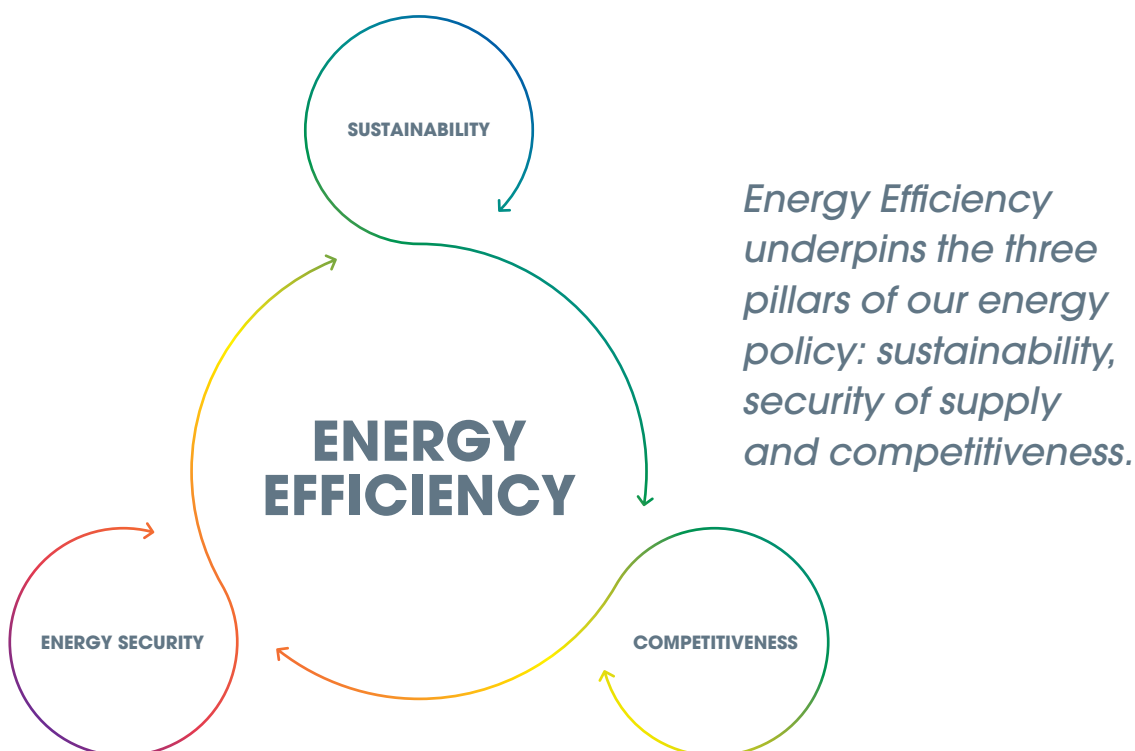 SUSTAINABILITY
Energy Efficiency
underpins the three
pillars of our energy
policy: sustainability,
security of supply
and competitiveness.
ENERGY
EFFICIENCY
ENERGY SECURITY
COMPETITIVENESS